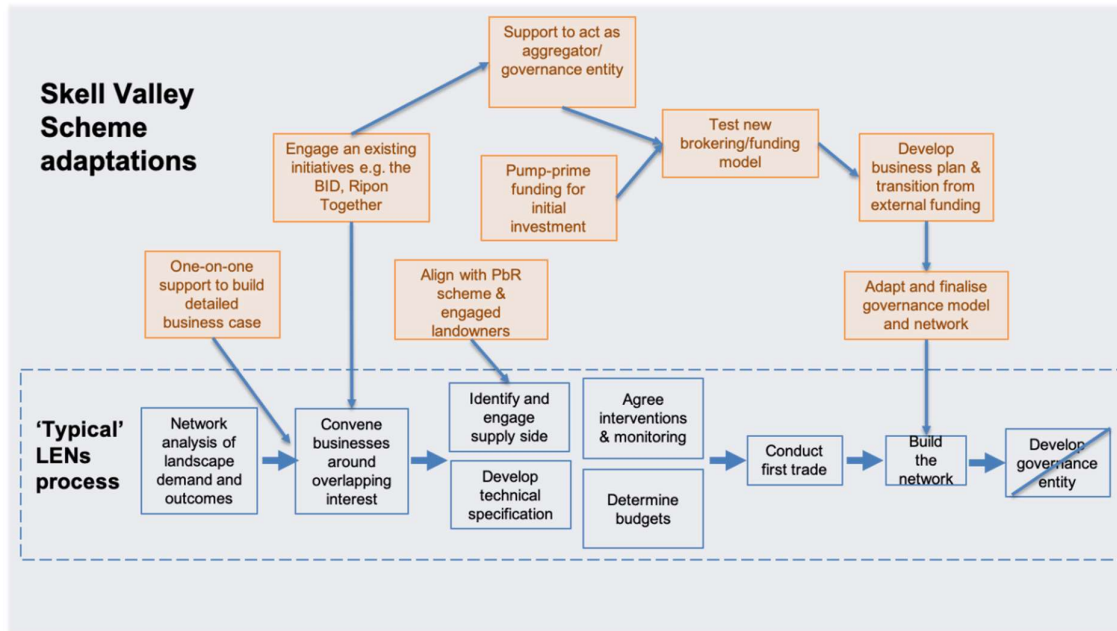 Skell Valley
Scheme
adaptations
Support to act as
aggregator/
governance entity
Engage an existing
initiatives e.g. the
BID, Ripon
Together
Pump-prime
funding for
initial
investment
Test new
brokering/funding
model
Develop
business plan &
transition from
external funding
One-on-one
support to build
detailed
business case
Align with PbR
scheme &
engaged
landowners
Adapt and finalise
governance model
and network
‘Typical’
LENs
process
Network
analysis of
landscape
demand and
outcomes
Convene
businesses
around
overlapping
interest
Identify and
engage
supply side
Develop
technical
specification
Agree
interventions
& monitoring
Determine
budgets
Conduct
first trade
Build
the
network
Develop
governance
entity